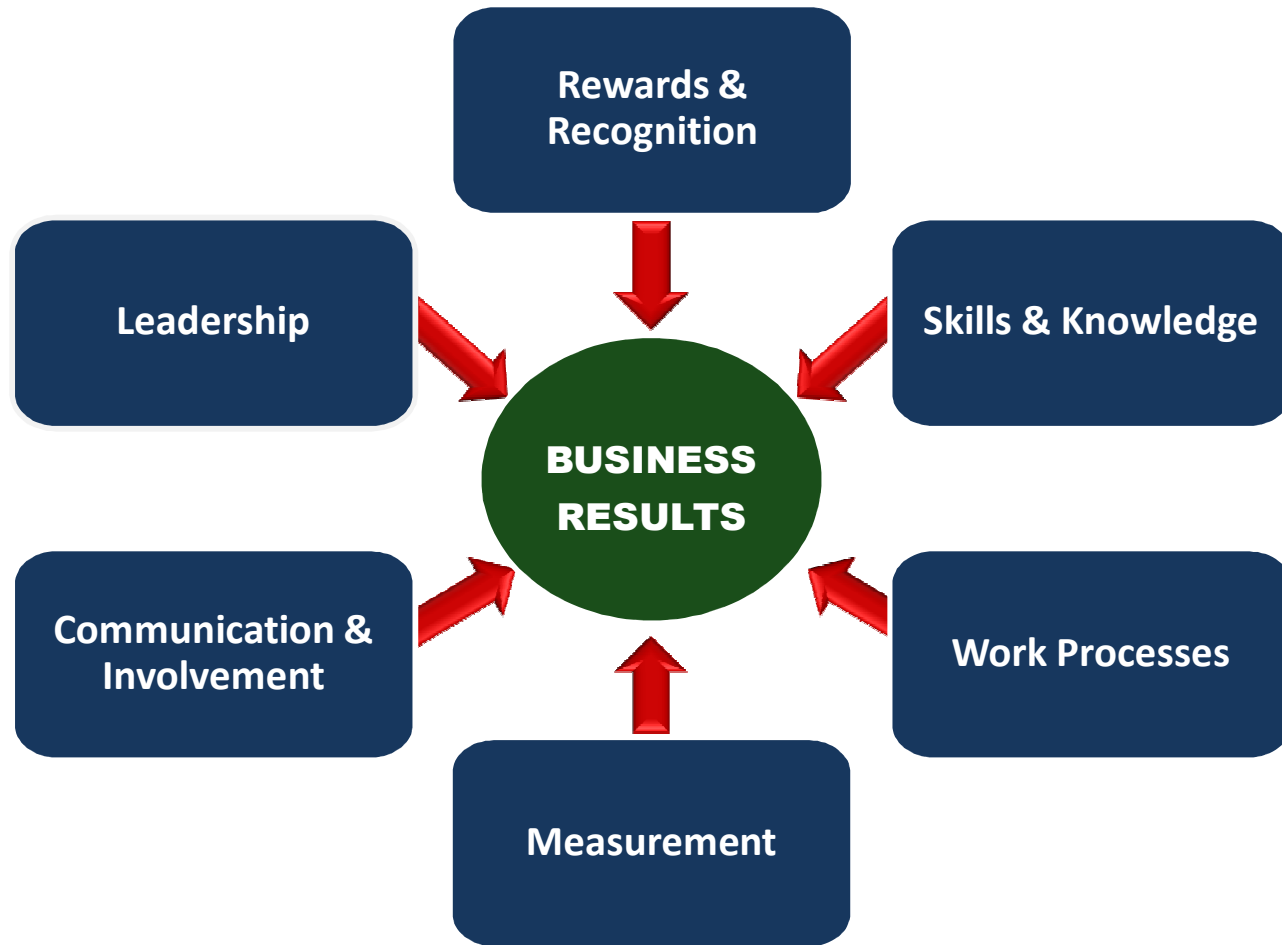 Rewards &
Recognition
Leadership
Skills & Knowledge
BUSINESS
RESULTS
Communication &
Involvement
Work Processes
Measurement